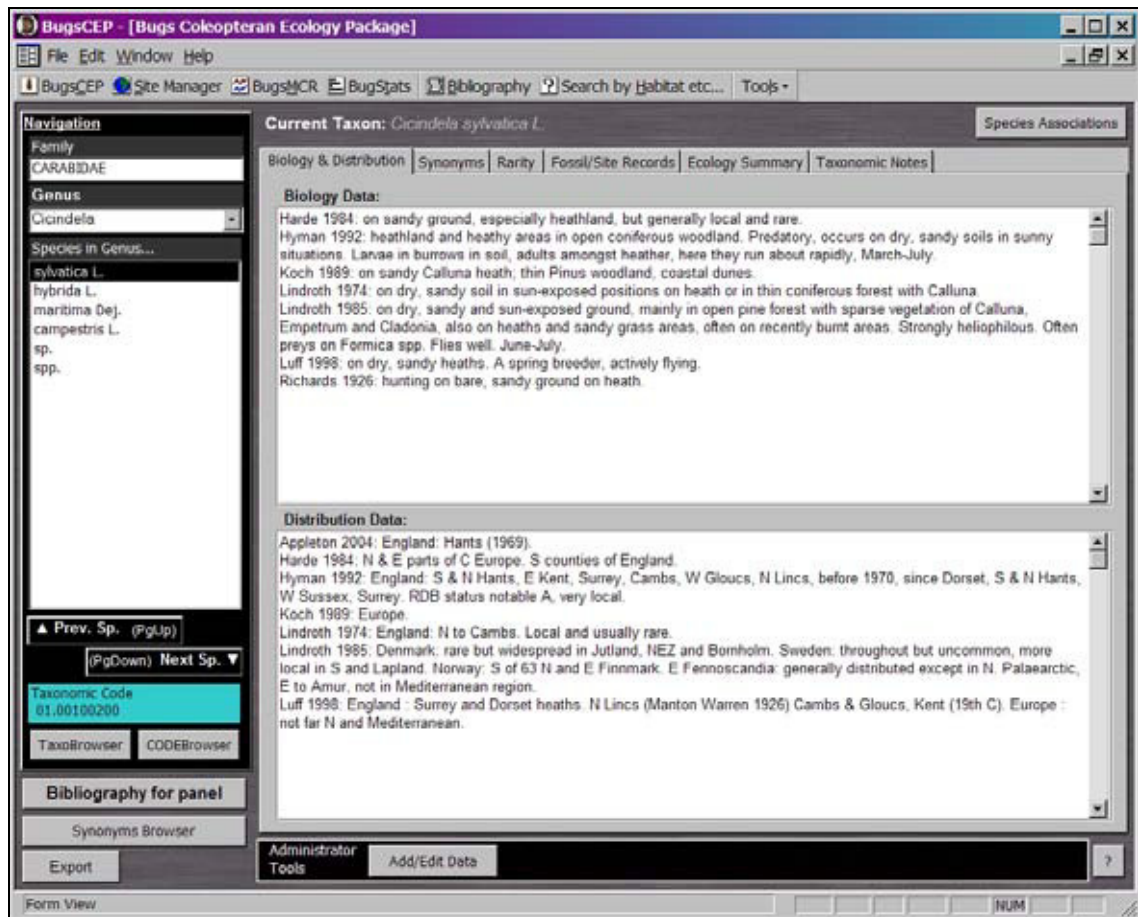 BugsCEP - [Bugs Coleopteran Ecology Package]
File Edit Window Help
BugsCEP Site Manager BugsMCR BugStats Bibliography Search by Habitat etc... Tools
Navigation
Family
CARABIDAE
Genus
Cicindela
Species in Genus...
sylvatica L.
hybrida L.
maritima Dej.
campestris L.
sp.
spp.
▲ Prev. Sp. (PgUp)
(PgDown) Next Sp. ▼
Taxonomic Code
01.00100200
TaxoBrowser CODEBrowser
Bibliography for panel
Synonyms Browser
Export
Current Taxon: Cicindela sylvatica L.
Species Associations
Biology & Distribution Synonyms Rarity Fossil/Site Records Ecology Summary Taxonomic Notes
Biology Data:
Harde 1984: on sandy ground, especially heathland, but generally local and rare.
Hyman 1992: heathland and heathy areas in open coniferous woodland. Predatory, occurs on dry, sandy soils in sunny
situations. Larvae in burrows in soil, adults amongst heather, here they run about rapidly, March-July.
Koch 1989: on sandy Calluna heath; thin Pinus woodland, coastal dunes.
Lindroth 1974: on dry, sandy soil in sun-exposed positions on heath or in thin coniferous forest with Calluna.
Lindroth 1985: on dry, sandy and sun-exposed ground, mainly in open pine forest with sparse vegetation of Calluna,
Empetrum and Cladonia, also on heaths and sandy grass areas, often on recently burnt areas. Strongly heliophilous. Often
preys on Formica spp. Flies well. June-July.
Luff 1998: on dry, sandy heaths. A spring breeder, actively flying.
Richards 1926: hunting on bare, sandy ground on heath.
Distribution Data:
Appleton 2004: England: Hants (1969).
Harde 1984: N & E parts of C Europe. S counties of England.
Hyman 1992: England: S & N Hants, E Kent, Surrey, Cambs, W Gloucs, N Lincs, before 1970, since Dorset, S & N Hants,
W Sussex, Surrey. RDB status notable A, very local.
Koch 1989: Europe.
Lindroth 1974: England: N to Cambs. Local and usually rare.
Lindroth 1985: Denmark: rare but widespread in Jutland, NEZ and Bornholm. Sweden: throughout but uncommon, more
local in S and Lapland. Norway: S of 63 N and E Finnmark. E Fennoscandia: generally distributed except in N. Palaearctic,
E to Amur, not in Mediterranean region.
Luff 1998: England : Surrey and Dorset heaths. N Lincs (Manton Warren 1926) Cambs & Gloucs, Kent (19th C). Europe :
not far N and Mediterranean.
Administrator
Tools
Add/Edit Data
?
Form View
NUM